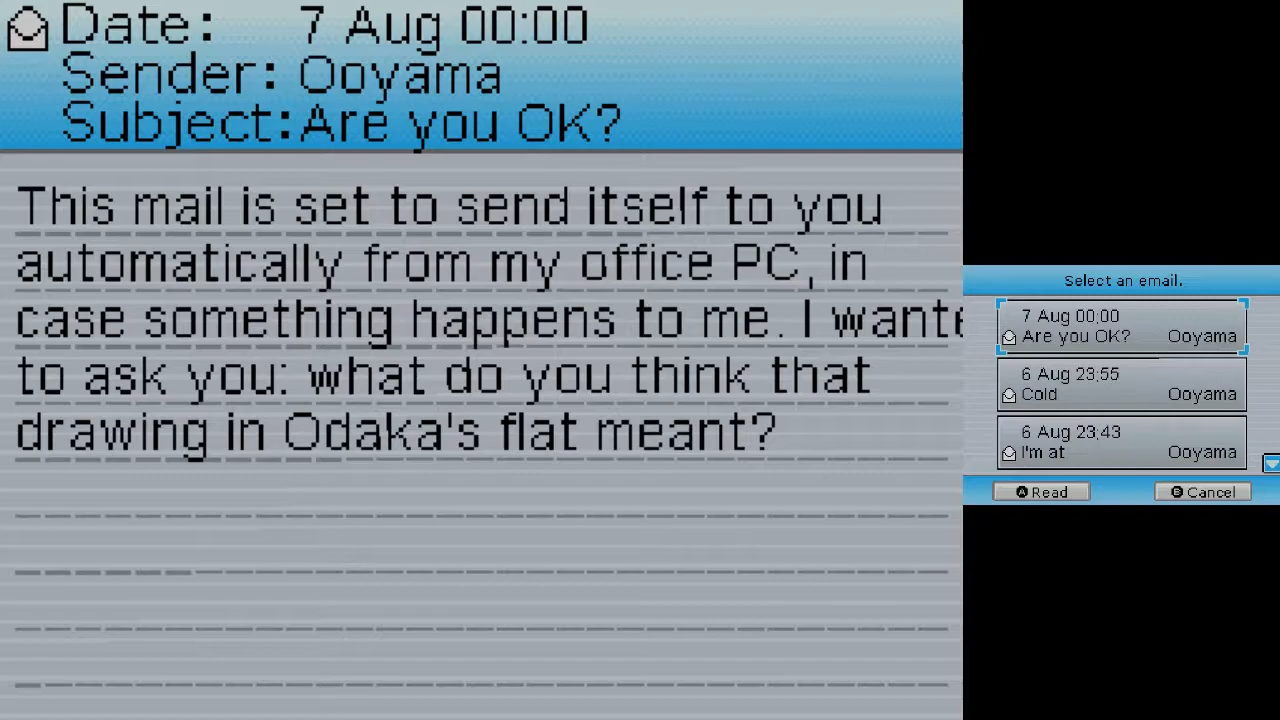 Date: 7 Aug 00:00
Sender: Ooyama
Subject: Are you OK?
This mail is set to send itself to you
automatically from my office PC, in
case something happens to me. I wante
to ask you: what do you think that
drawing in Odaka's flat meant?
Select an email.
7 Aug 00:00
Are you OK? Ooyama
6 Aug 23:55
Cold Ooyama
6 Aug 23:43
I'm at Ooyama
A Read B Cancel